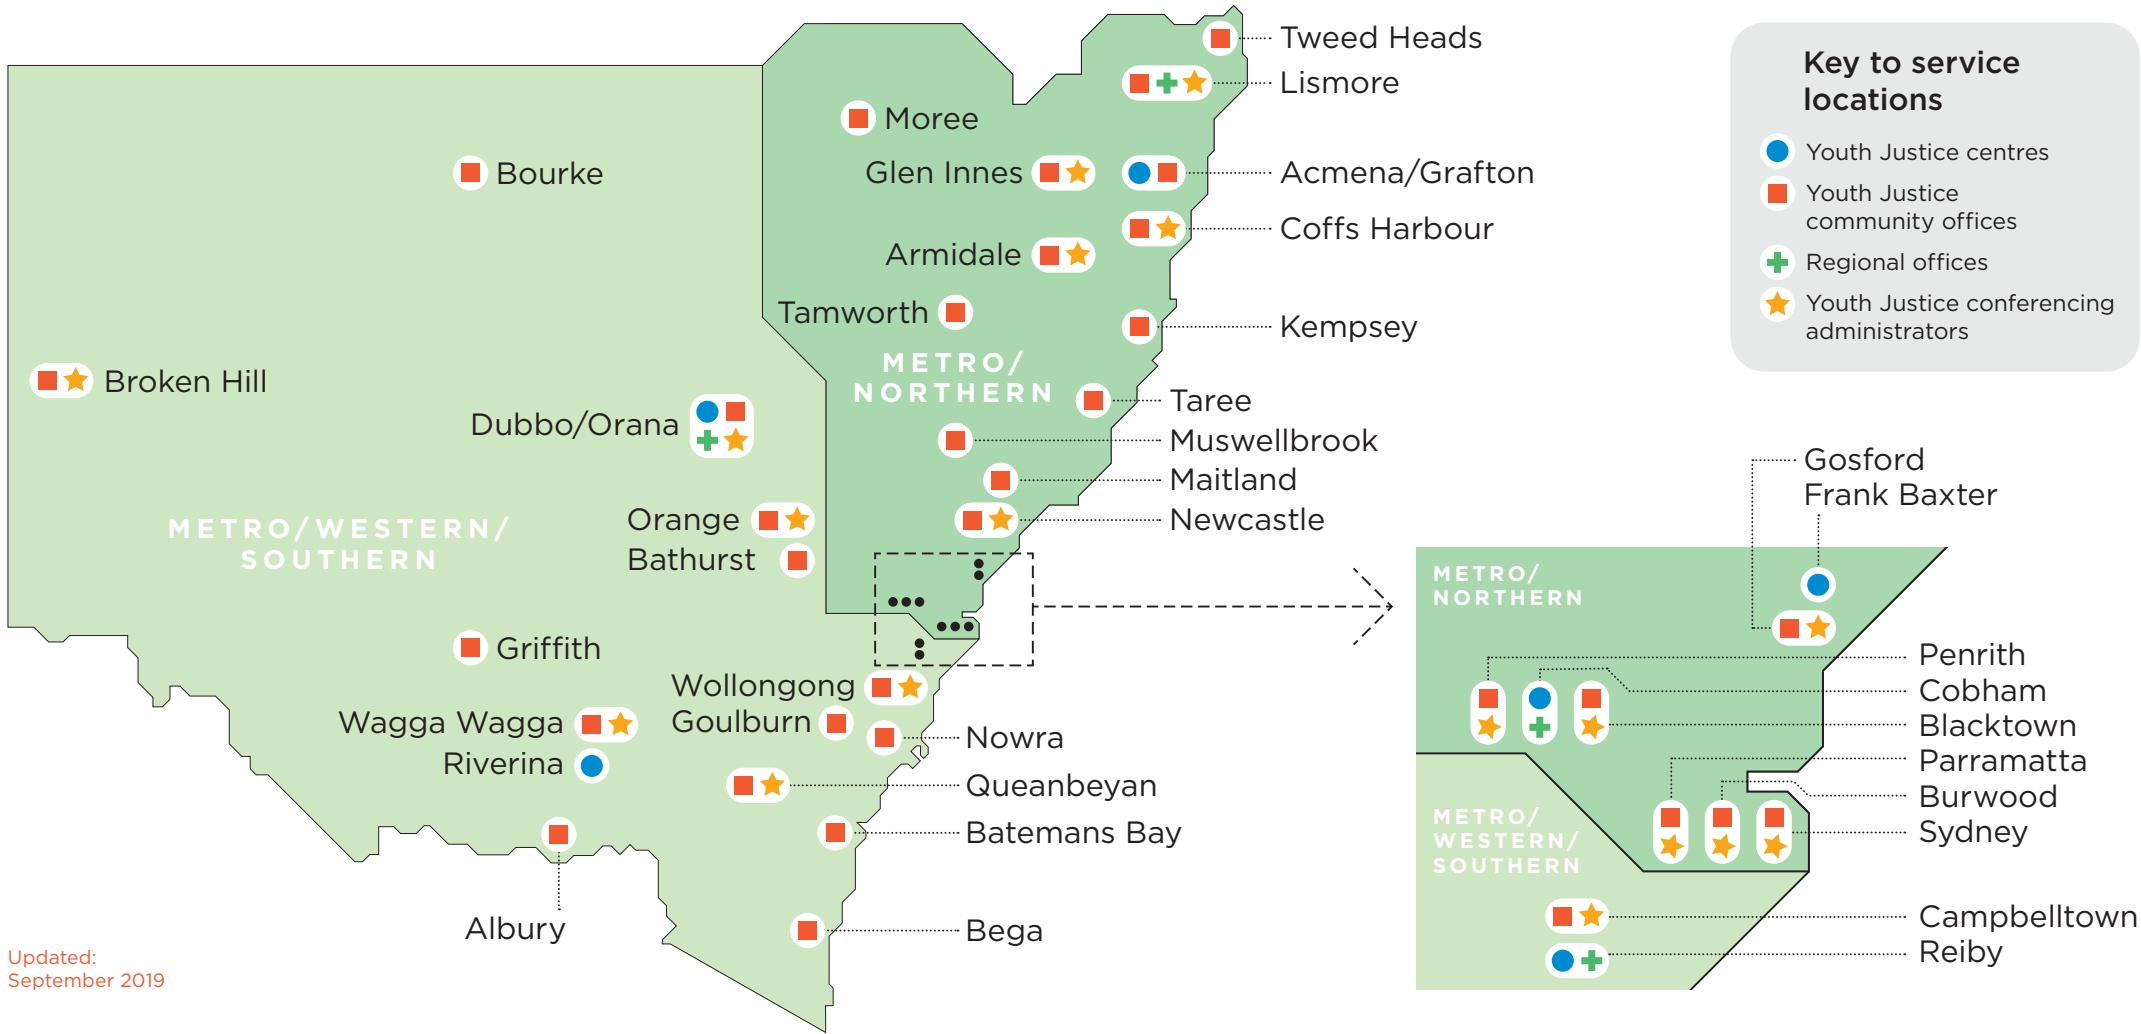 Tweed Heads
Lismore
Moree
Bourke
Glen Innes
Acmena/Grafton
Coffs Harbour
Armidale
Tamworth
Kempsey
METRO/
NORTHERN
Broken Hill
Taree
Dubbo/Orana
Muswellbrook
Maitland
Orange
Newcastle
METRO/WESTERN/
SOUTHERN
Bathurst
Griffith
Wollongong
Wagga Wagga
Goulburn
Nowra
Riverina
Queanbeyan
Batemans Bay
Albury
Bega
Updated:
September 2019
Key to service
locations
Youth Justice centres
Youth Justice
community offices
Regional offices
Youth Justice conferencing
administrators
Gosford
Frank Baxter
METRO/
NORTHERN
Penrith
Cobham
Blacktown
Parramatta
Burwood
Sydney
METRO/
WESTERN/
SOUTHERN
Campbelltown
Reiby